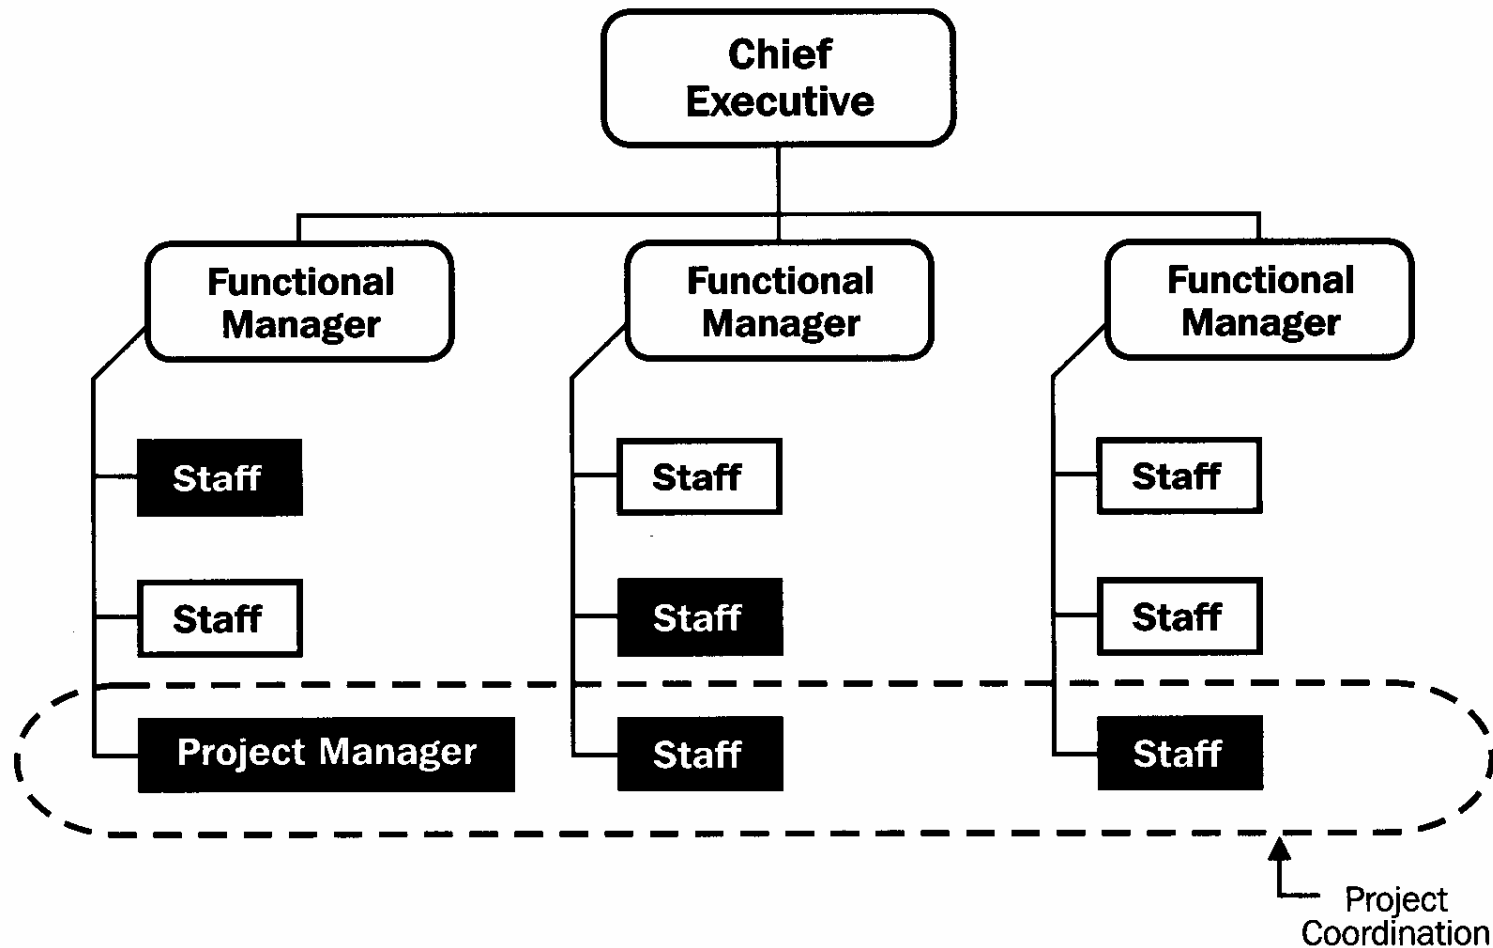 Chief
Executive
Functional
Manager
Functional
Manager
Functional
Manager
Staff
Staff
Staff
Staff
Staff
Staff
Project Manager
Staff
Staff
Project
Coordination